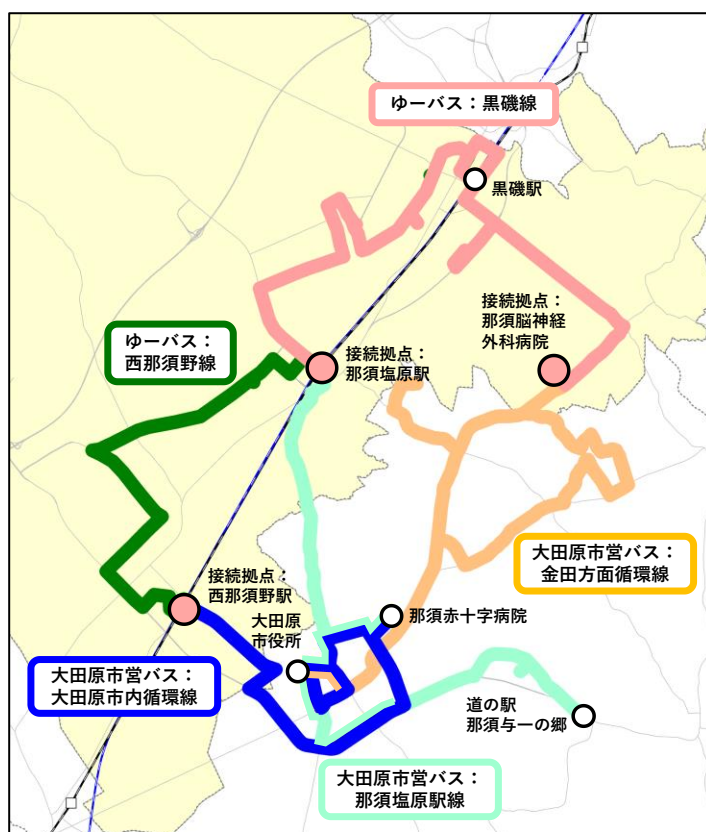 ゆーバス：黒磯線
黒磯駅
接続拠点：
那須脳神経
外科病院
ゆーバス：
西那須野線
接続拠点：
那須塩原駅
大田原市営バス：
金田方面循環線
接続拠点：
西那須野駅
大田原
市役所
那須赤十字病院
大田原市営バス：
大田原市内循環線
道の駅
那須与一の郷
大田原市営バス：
那須塩原駅線